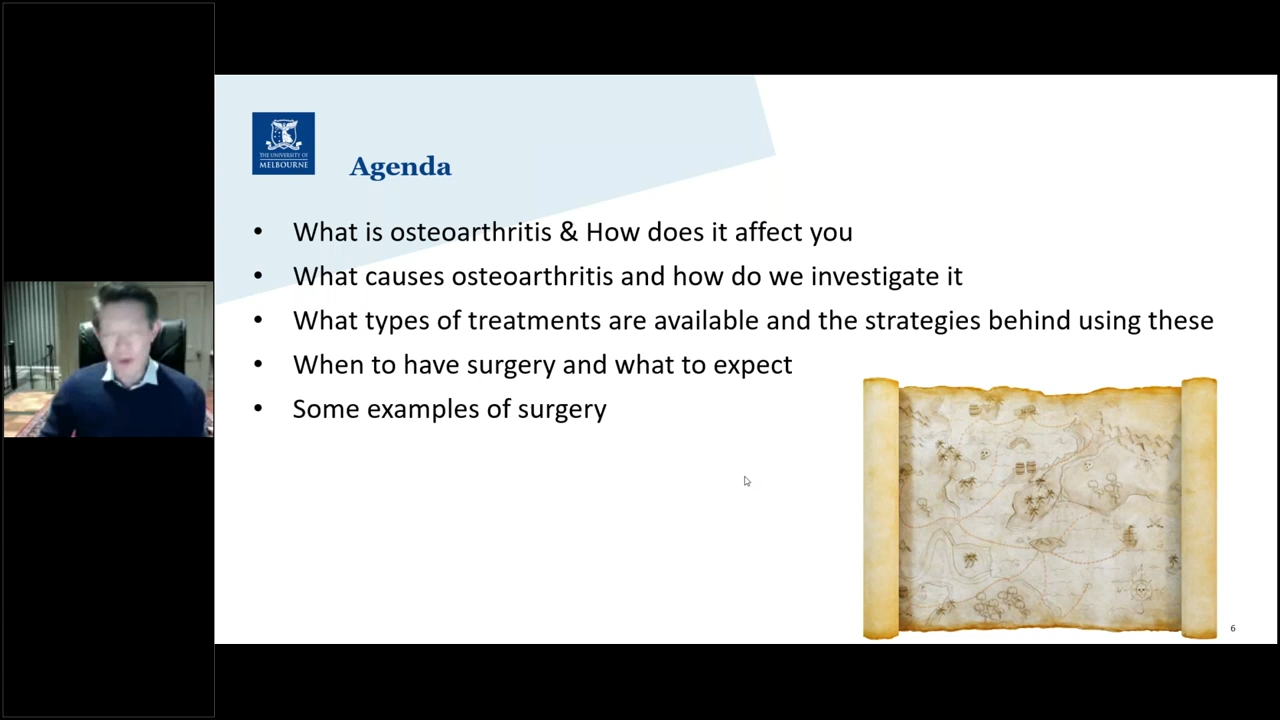 THE UNIVERSITY OF
MELBOURNE
Agenda
• What is osteoarthritis & How does it affect you
• What causes osteoarthritis and how do we investigate it
• What types of treatments are available and the strategies behind using these
• When to have surgery and what to expect
• Some examples of surgery
6